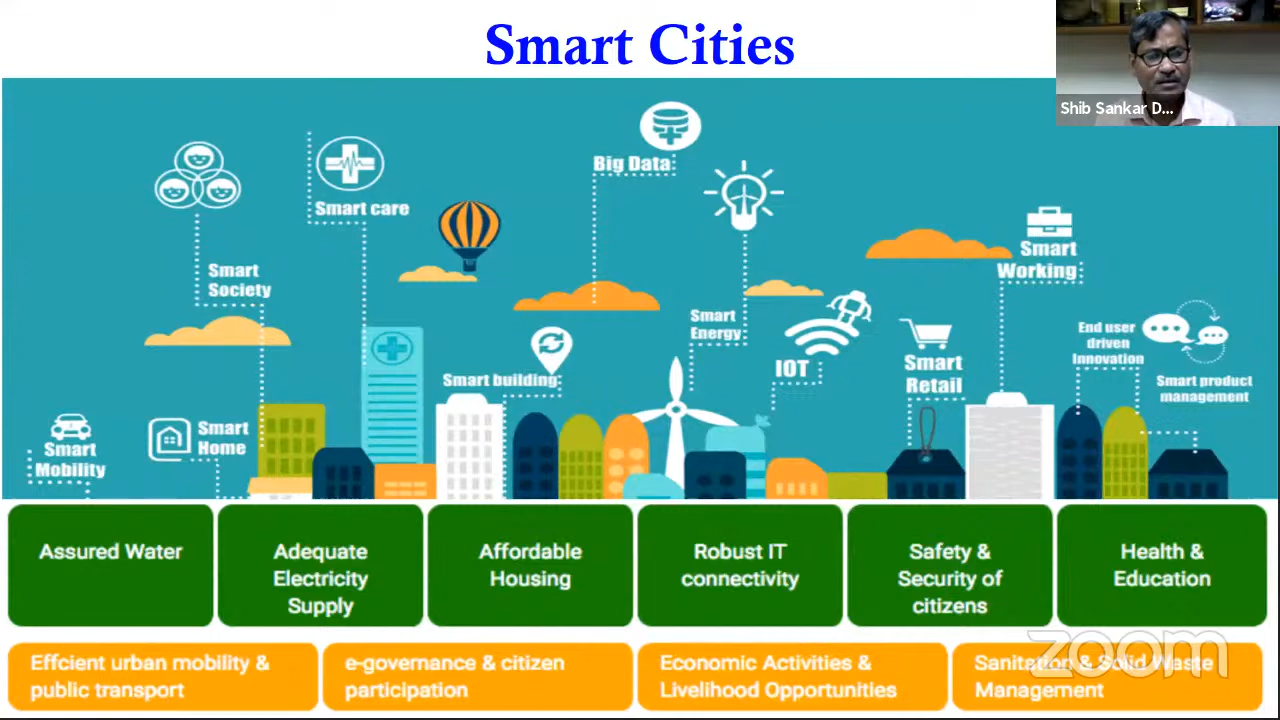 Smart Cities
Shib Sankar D...
Big Data
Smart care
Smart
Society
Smart
Working
Smart
Energy
End user
driven
Innovation
IOT
Smart
Retail
Smart building
Smart product
management
Smart
Home
Smart
Mobility
Assured Water
Adequate
Electricity
Supply
Affordable
Housing
Robust IT
connectivity
Safety &
Security of
citizens
Health &
Education
Effcient urban mobility &
public transport
e-governance & citizen
participation
Economic Activities &
Livelihood Opportunities
Sanitation & Solid Waste
Management
zoom